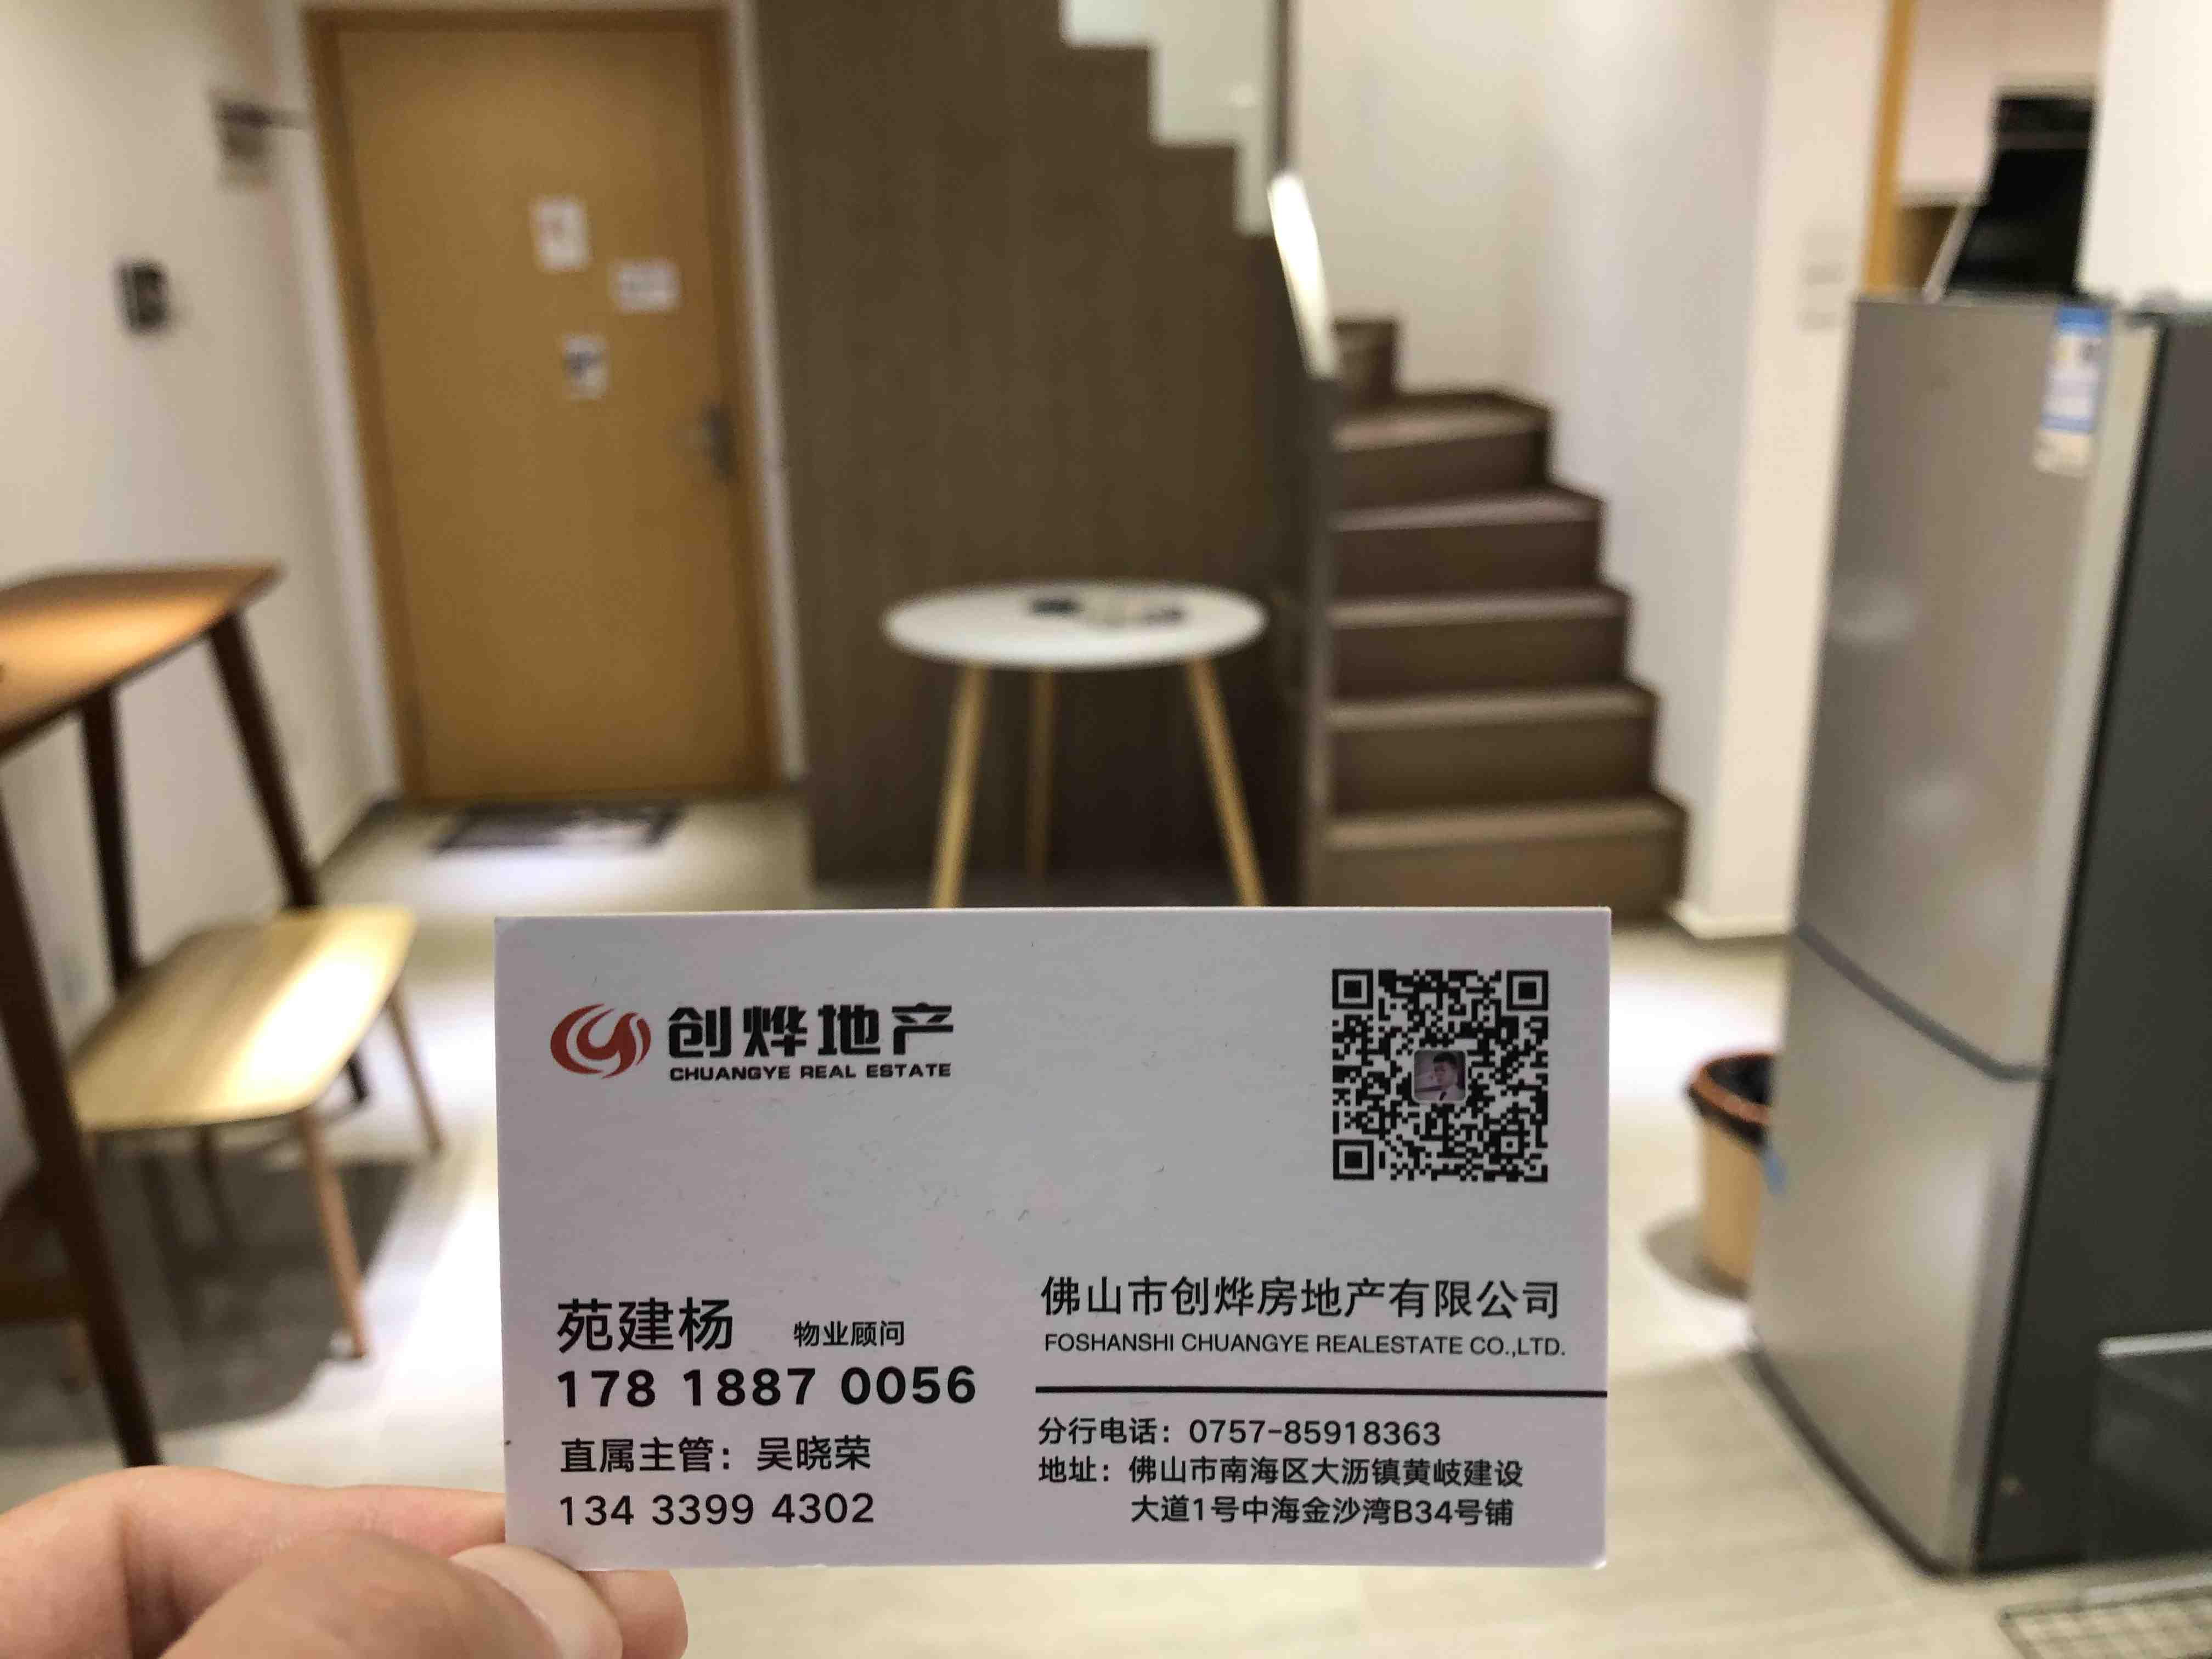 创烨地产
CHUANGYE REAL ESTATE
苑建杨 物业顾问
178 1887 0056
直属主管：吴晓荣
134 3399 4302
佛山市创烨房地产有限公司
FOSHANSHI CHUANGYE REALESTATE CO.,LTD.
分行电话：0757-85918363
地址：佛山市南海区大沥镇黄岐建设
大道1号中海金沙湾B34号铺